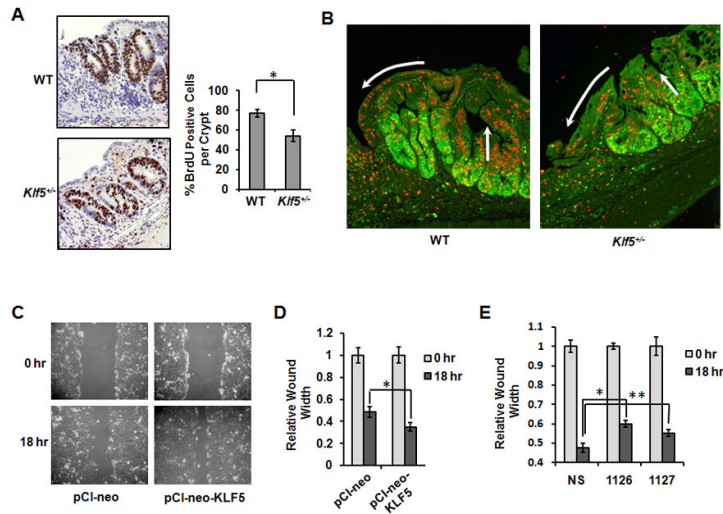 A
WT
Klf5+/-
% BrdU Positive Cells
per Crypt
100
80
60
40
20
0
*
WT
Klf5+/-
B
WT
Klf5+/-
C
0 hr
18 hr
pCI-neo
pCI-neo-KLF5
D
Relative Wound
Width
1.2
1
0.8
0.6
0.4
0.2
0
*
0 hr
18 hr
pCI-neo
pCI-neo-
KLF5
E
Relative Wound
Width
1.1
1
0.9
0.8
0.7
0.6
0.5
0.4
*
**
0 hr
18 hr
NS
1126
1127